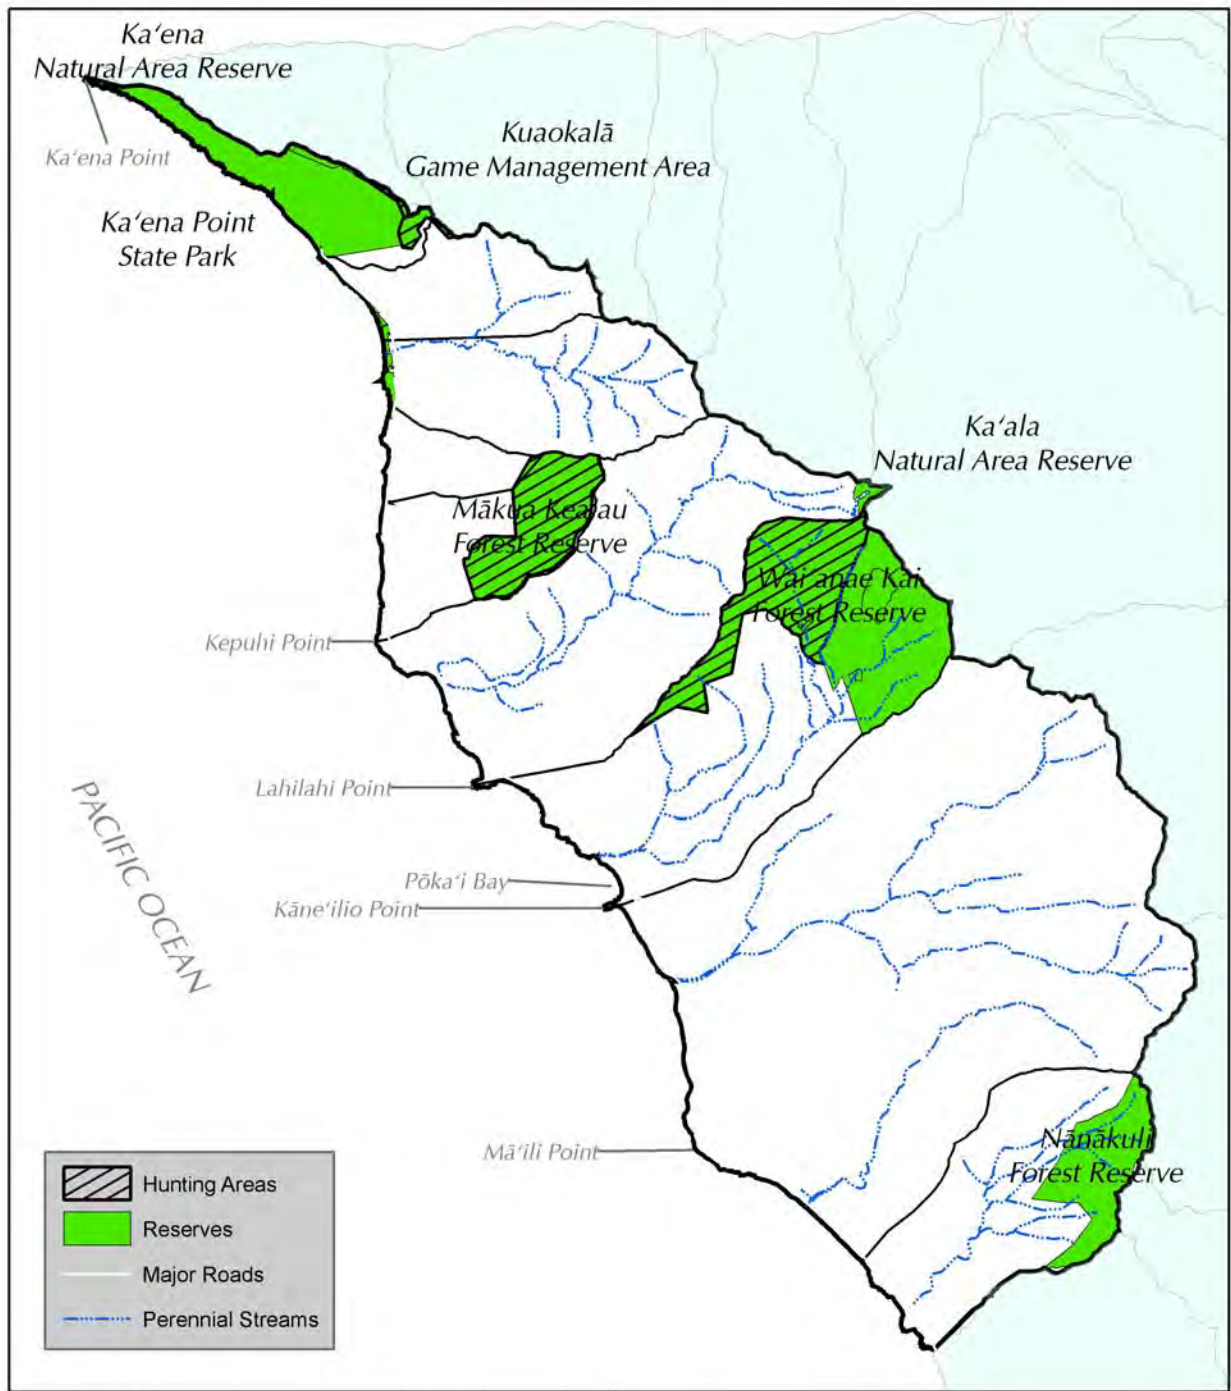 Ka‘ena
Natural Area Reserve
Ka‘ena Point
Kuaokalā
Game Management Area
Ka‘ena Point
State Park
Ka‘ala
Natural Area Reserve
Mākua Kea‘au
Forest Reserve
Wai‘anae Kai
Forest Reserve
Kepuhi Point
Lahilahi Point
PACIFIC OCEAN
Pōka‘i Bay
Kāne‘ilio Point
Mā‘ili Point
Nānākuli
Forest Reserve
Hunting Areas
Reserves
Major Roads
Perennial Streams